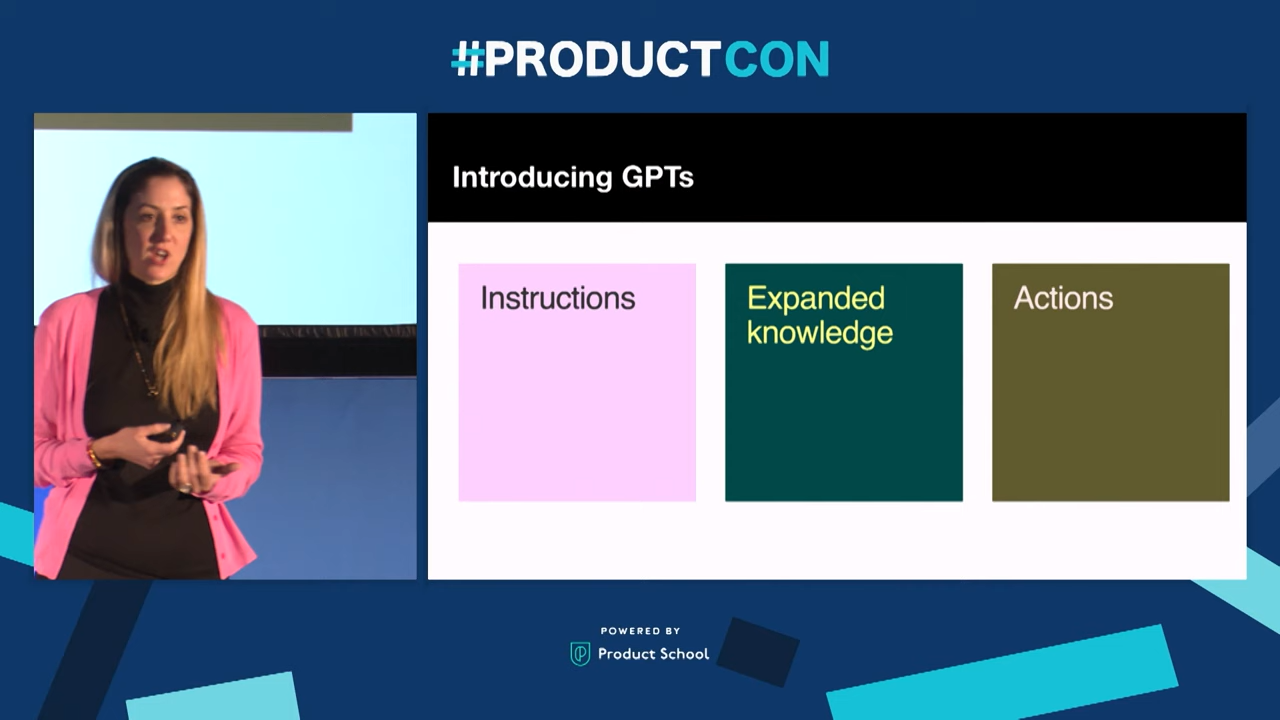 #PRODUCTCON
Introducing GPTs
Instructions
Expanded
knowledge
Actions
POWERED BY
Product School